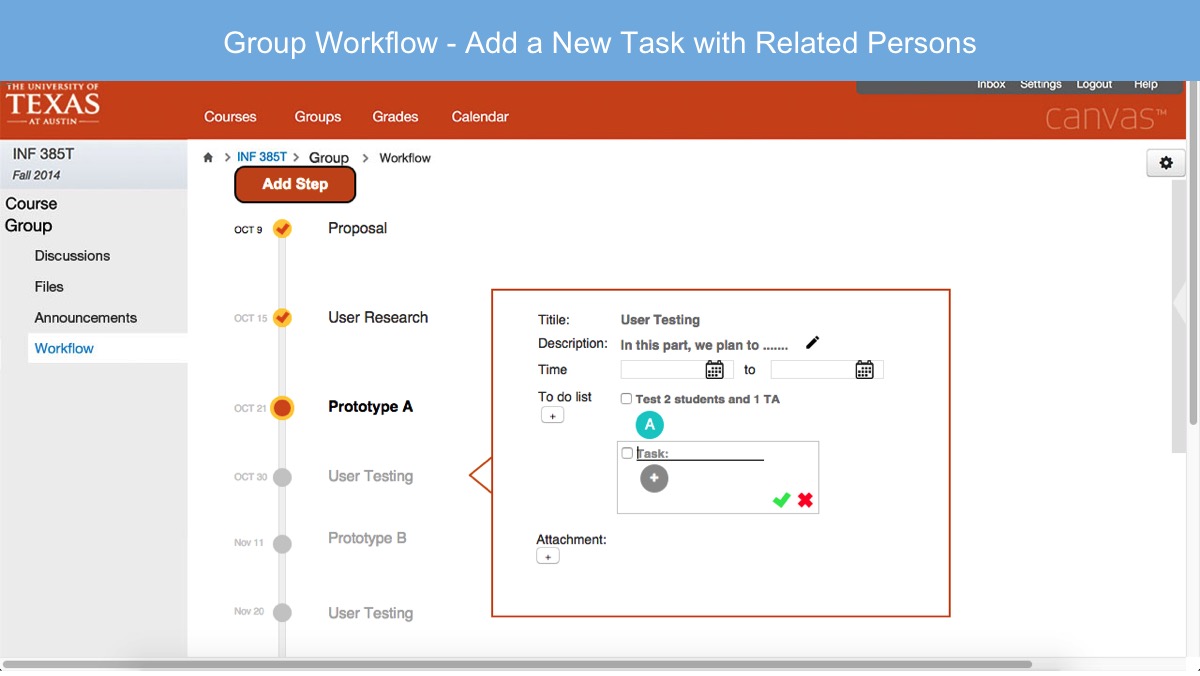 Group Workflow - Add a New Task with Related Persons
THE UNIVERSITY OF
TEXAS
AT AUSTIN
Inbox Settings Logout Help
Courses Groups Grades Calendar
canvas™
INF 385T
Fall 2014
Course
Group
Discussions
Files
Announcements
Workflow
> INF 385T > Group > Workflow
Add Step
OCT 9 Proposal
OCT 15 User Research
OCT 21 Prototype A
OCT 30 User Testing
Nov 11 Prototype B
Nov 20 User Testing
Titile: User Testing
Description: In this part, we plan to .......
Time to
To do list Test 2 students and 1 TA
+
A
Task:
+
Attachment:
+